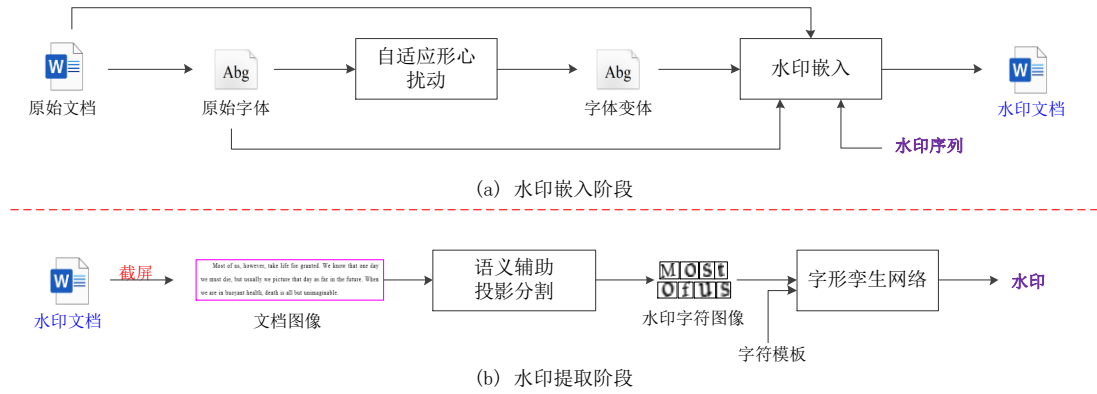 W
原始文档
Abg
原始字体
自适应形心
扰动
Abg
字体变体
水印嵌入
W
水印文档
水印序列
(a) 水印嵌入阶段
W
水印文档
截屏
Most of us, however, take life for granted. We know that one day
we must die, but usually we picture that day as far in the future. When
we are in buoyant health, death is all but unimaginable.
文档图像
语义辅助
投影分割
M O S t
O f U S
水印字符图像
字符模板
字形孪生网络
水印
(b) 水印提取阶段